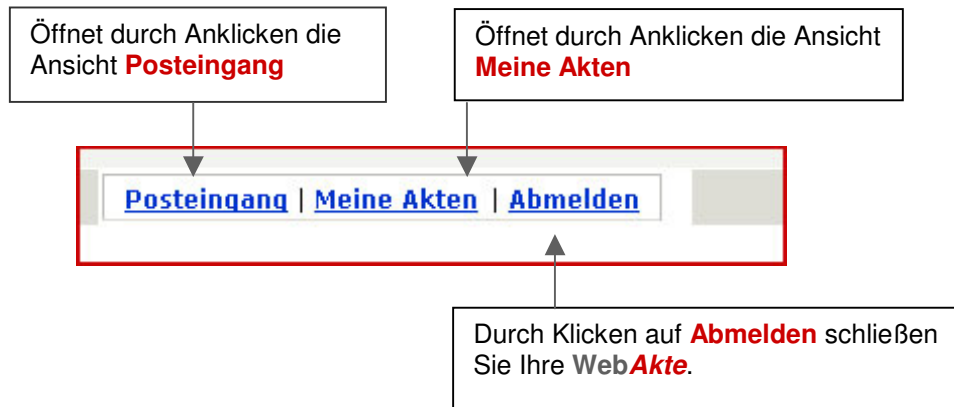 Öffnet durch Anklicken die
Ansicht Posteingang
Öffnet durch Anklicken die Ansicht
Meine Akten
Posteingang | Meine Akten | Abmelden
Durch Klicken auf Abmelden schließen
Sie Ihre WebAkte.